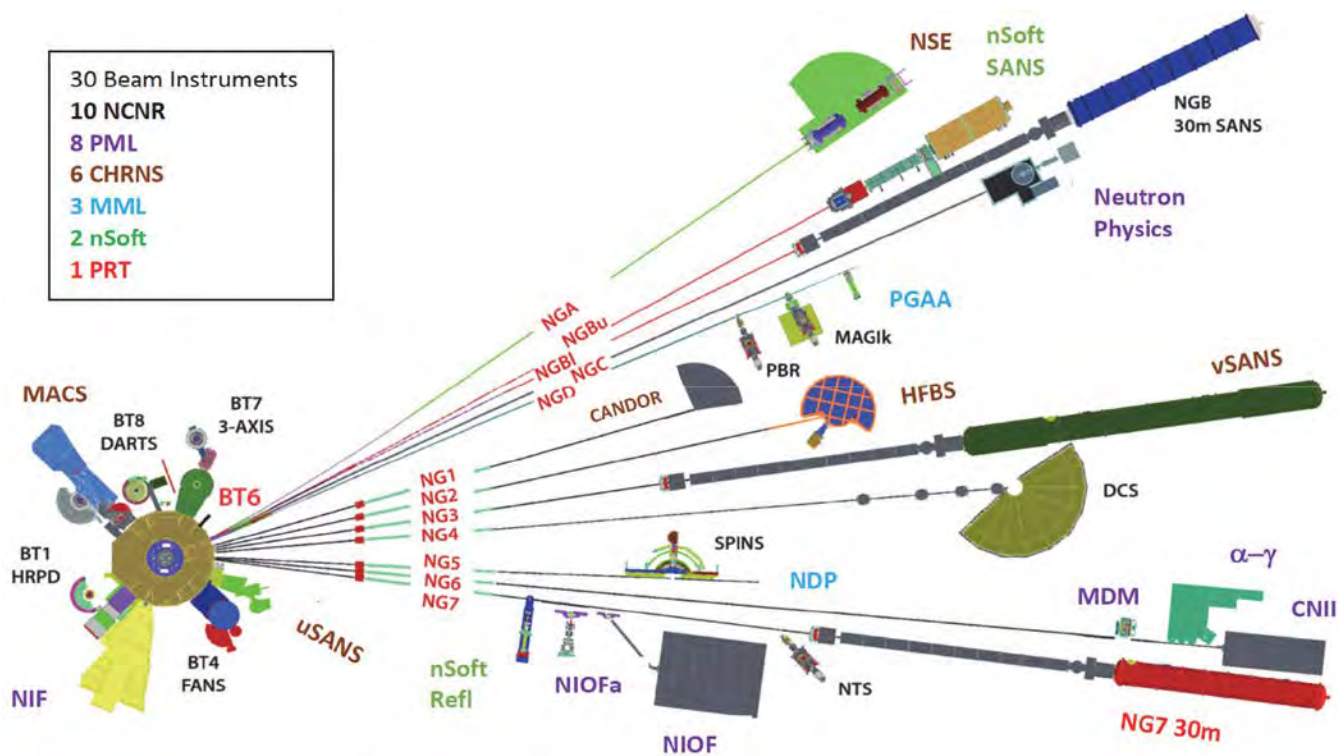 30 Beam Instruments
10 NCNR
8 PML
6 CHRNS
3 MML
2 nSoft
1 PRT
NSE
nSoft
SANS
NGB
30m SANS
Neutron
Physics
NGA
NGBu
NGBl
NGC
NGD
PGAA
MAGIk
PBR
CANDOR
HFBS
vSANS
MACS
BT8
DARTS
BT7
3-AXIS
BT6
NG1
NG2
NG3
NG4
DCS
BT1
HRPD
SPINS
NG5
NG6
NG7
NDP
α–γ
MDM
CNII
uSANS
BT4
FANS
NIF
nSoft
Refl
NIOFa
NIOF
NTS
NG7 30m